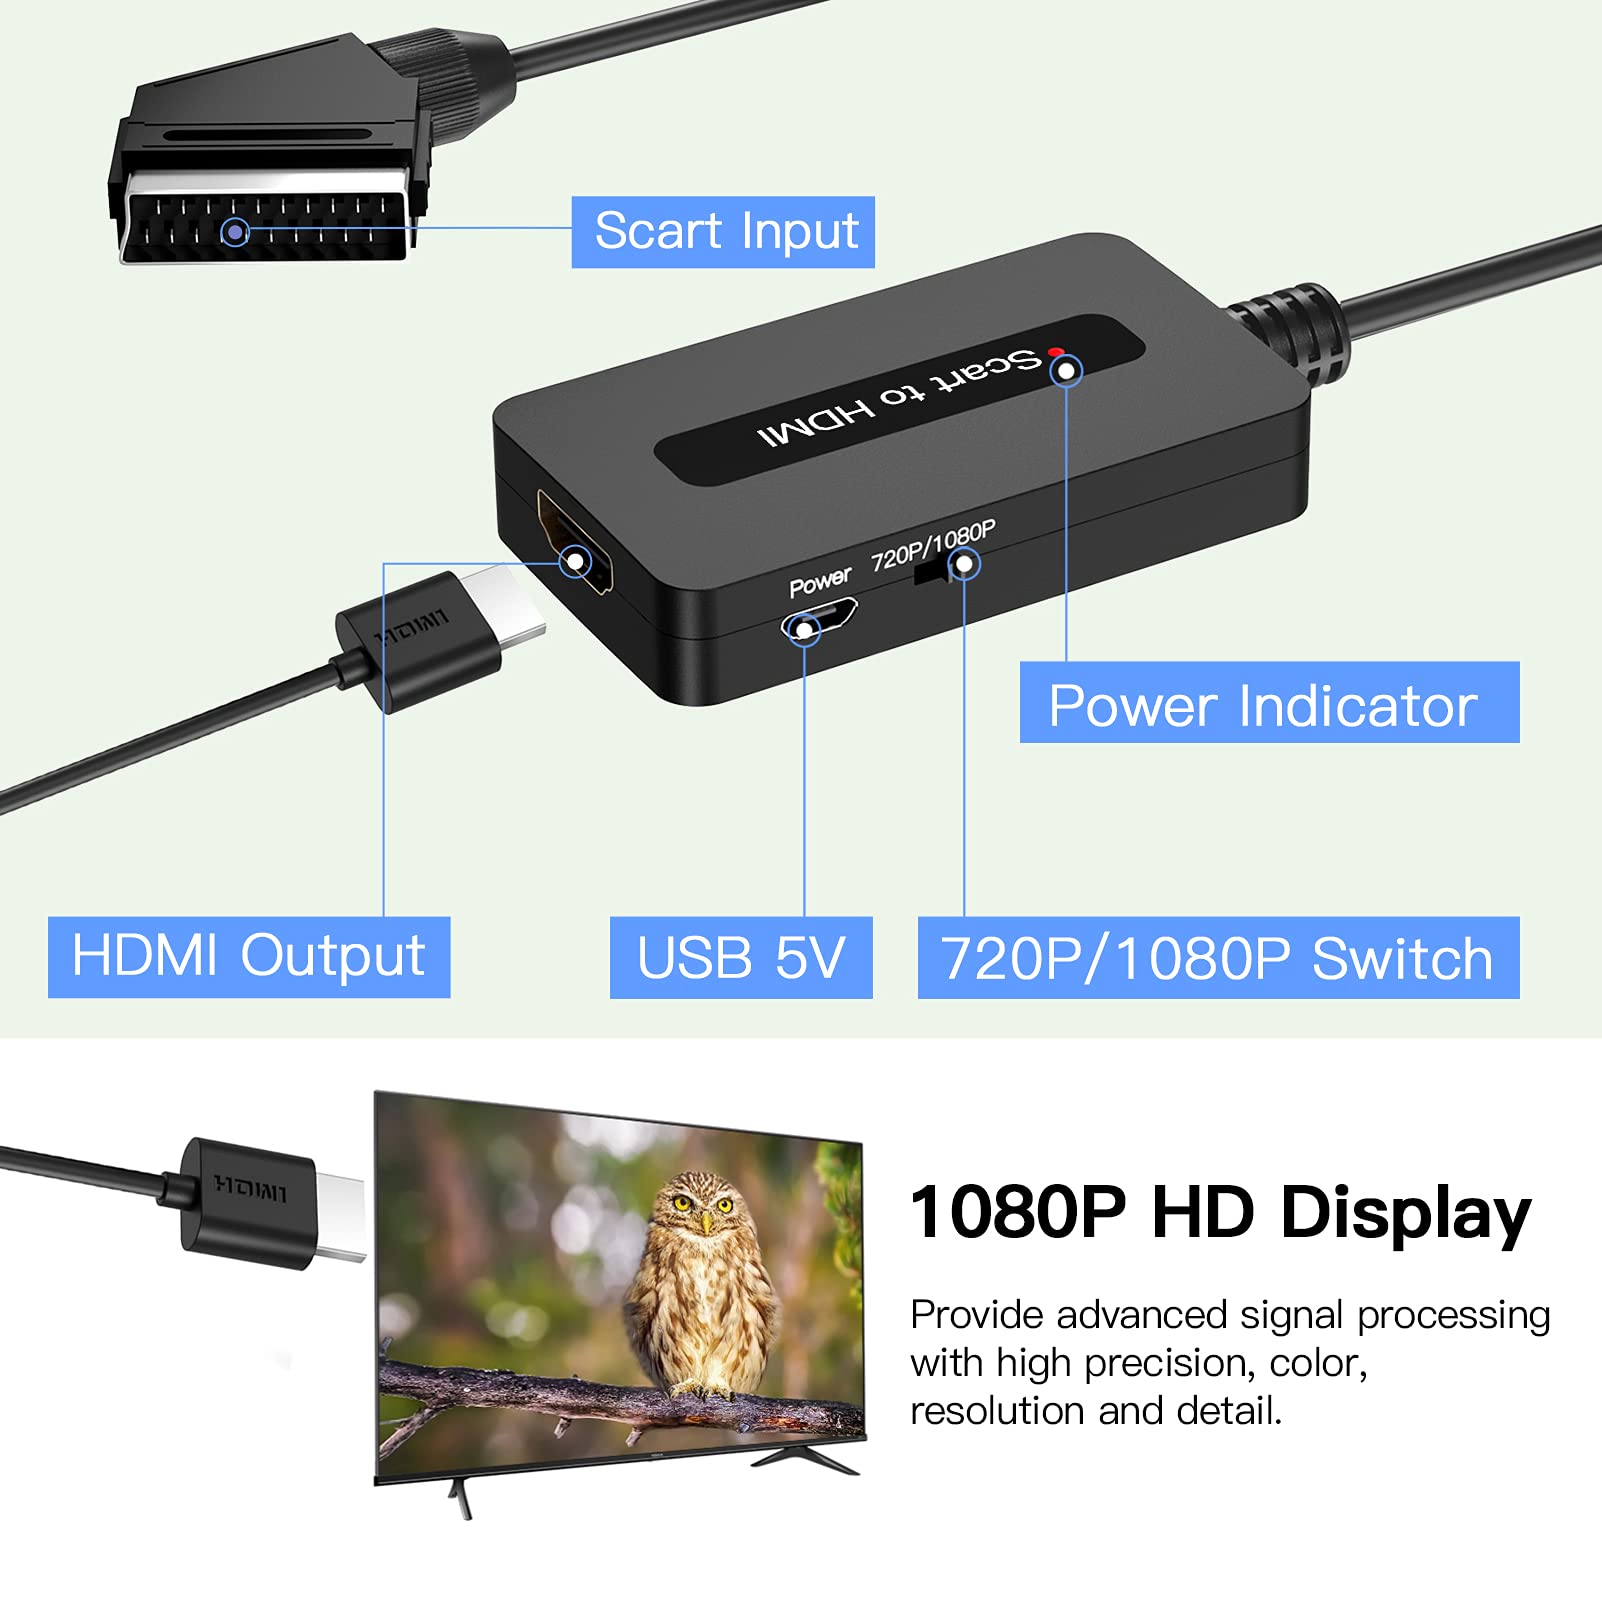 Scart Input
Scart to HDMI
720P/1080P
Power
HDMI
Power Indicator
HDMI Output
USB 5V
720P/1080P Switch
HDMI
1080P HD Display
Provide advanced signal processing
with high precision, color,
resolution and detail.